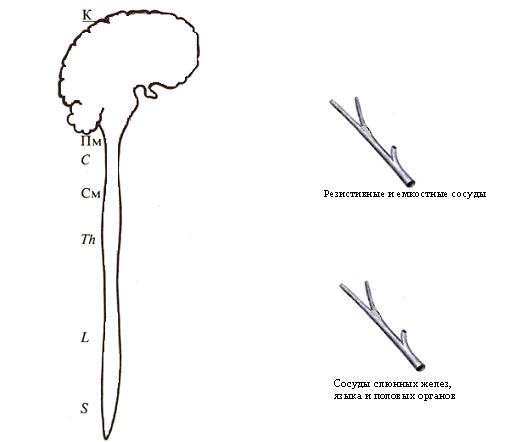 К
Пм
С
См
Th
L
S
Резистивные и емкостные сосуды
Сосуды слюнных желез,
языка и половых органов